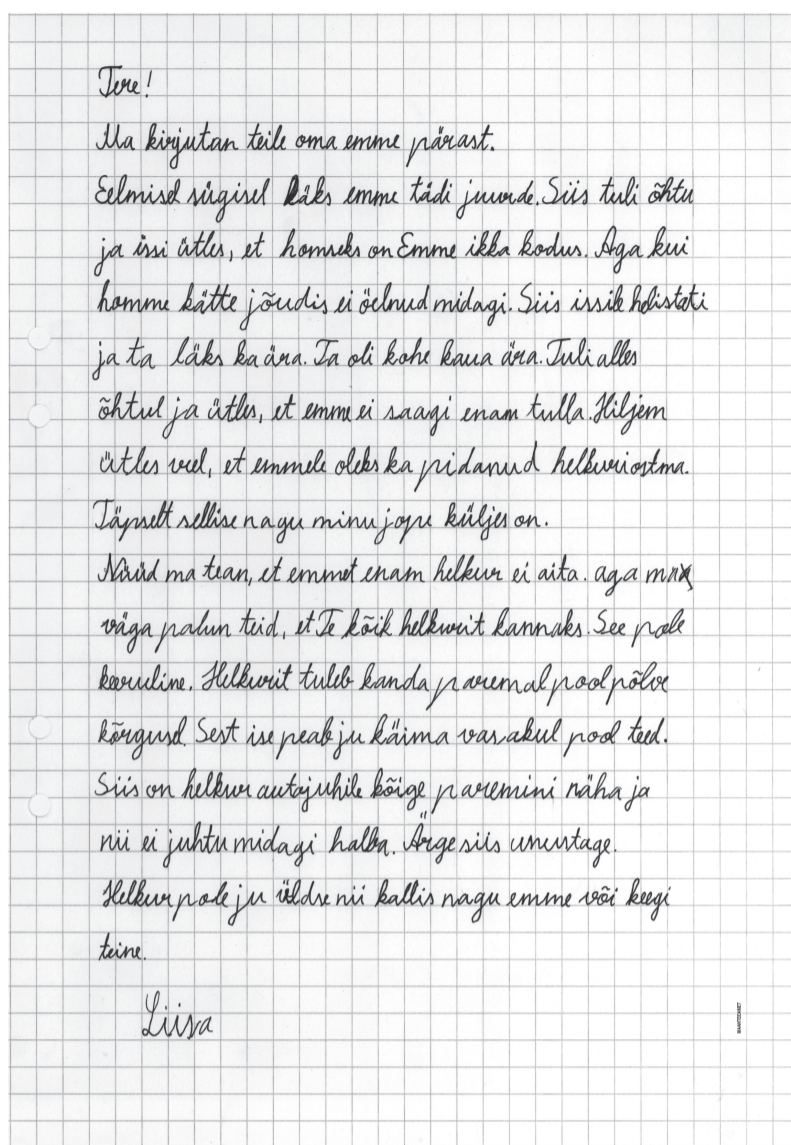 Tere!
Ma kirjutan teile oma emme pärast.
Eelmisel sügisel läks emme tädi juurde. Siis tuli õhtu
ja issi ütles, et homseks on Emme ikka kodus. Aga kui
homme kätte jõudis ei öelnud midagi. Siis issile helistati
ja ta läks ka ära. Ta oli kohe kaua ära. Tuli alles
õhtul ja ütles, et emme ei saagi enam tulla. Hiljem
ütles veel, et emmele oleks ka pidanud helkuri ostma.
Täpselt sellise nagu minu jope küljes on.
Nüüd ma tean, et emmet enam helkur ei aita. aga ma
väga palun teid, et Te kõik helkurit kannaks. See pole
keeruline. Helkurit tuleb kanda paremal pool põlve
kõrgusel. Sest ise peab ju käima vasakul pool teed.
Siis on helkur autojuhile kõige paremini näha ja
nii ei juhtu midagi halba. Ärge siis unustage.
Helkur pole ju üldse nii kallis nagu emme või keegi
teine.
Liisa